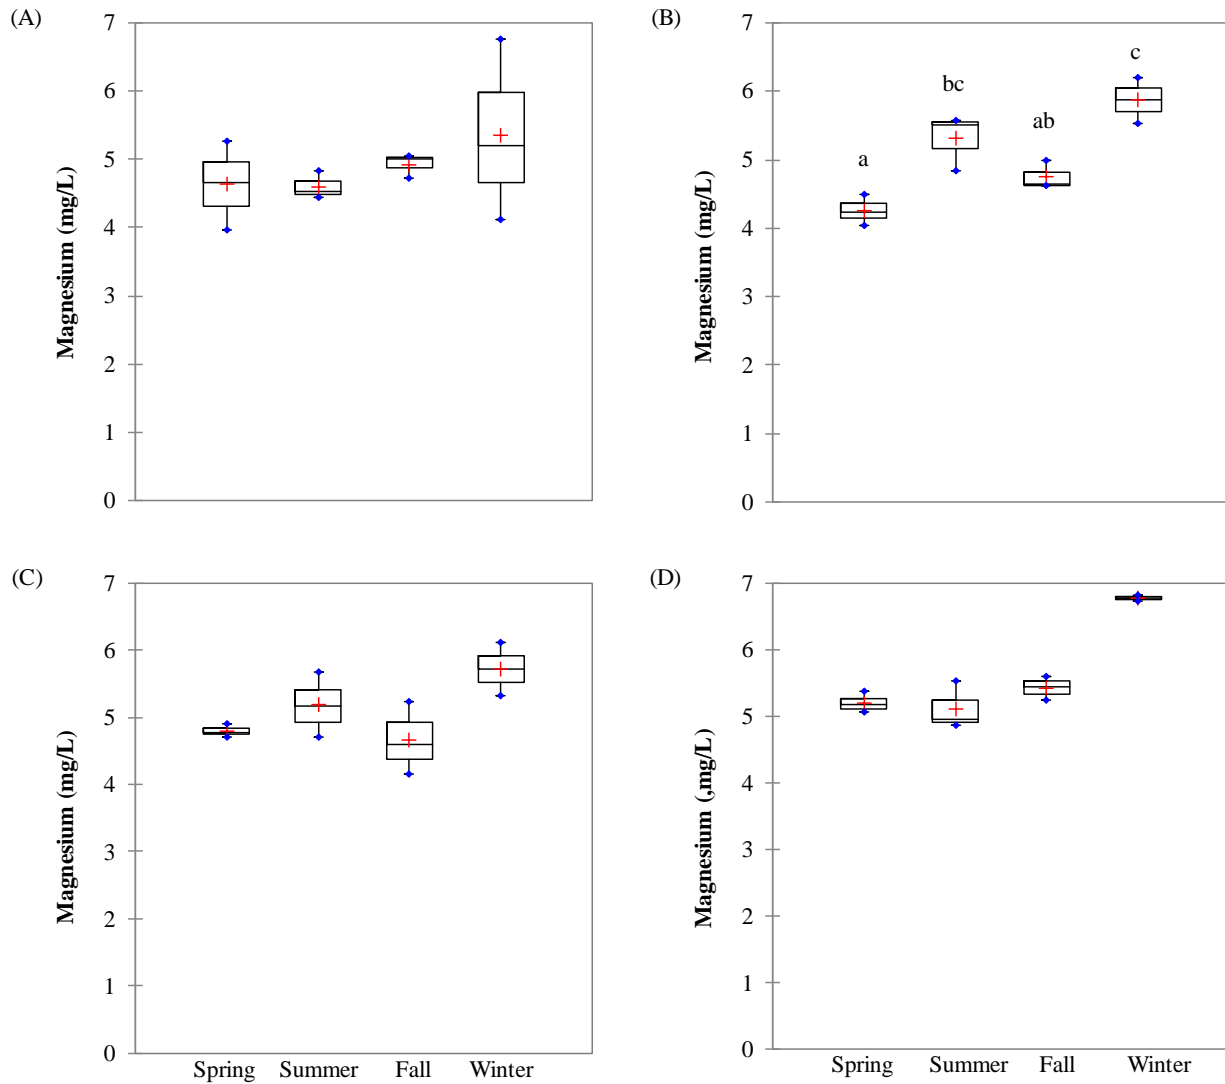 (A)
7
6
5
4
3
2
1
0
Magnesium (mg/L)
(B)
7
6
5
4
3
2
1
0
Magnesium (mg/L)
a
bc
ab
c
(C)
7
6
5
4
3
2
1
0
Magnesium (mg/L)
Spring Summer Fall Winter
(D)
7
6
5
4
3
2
1
0
Magnesium (,mg/L)
Spring Summer Fall Winter